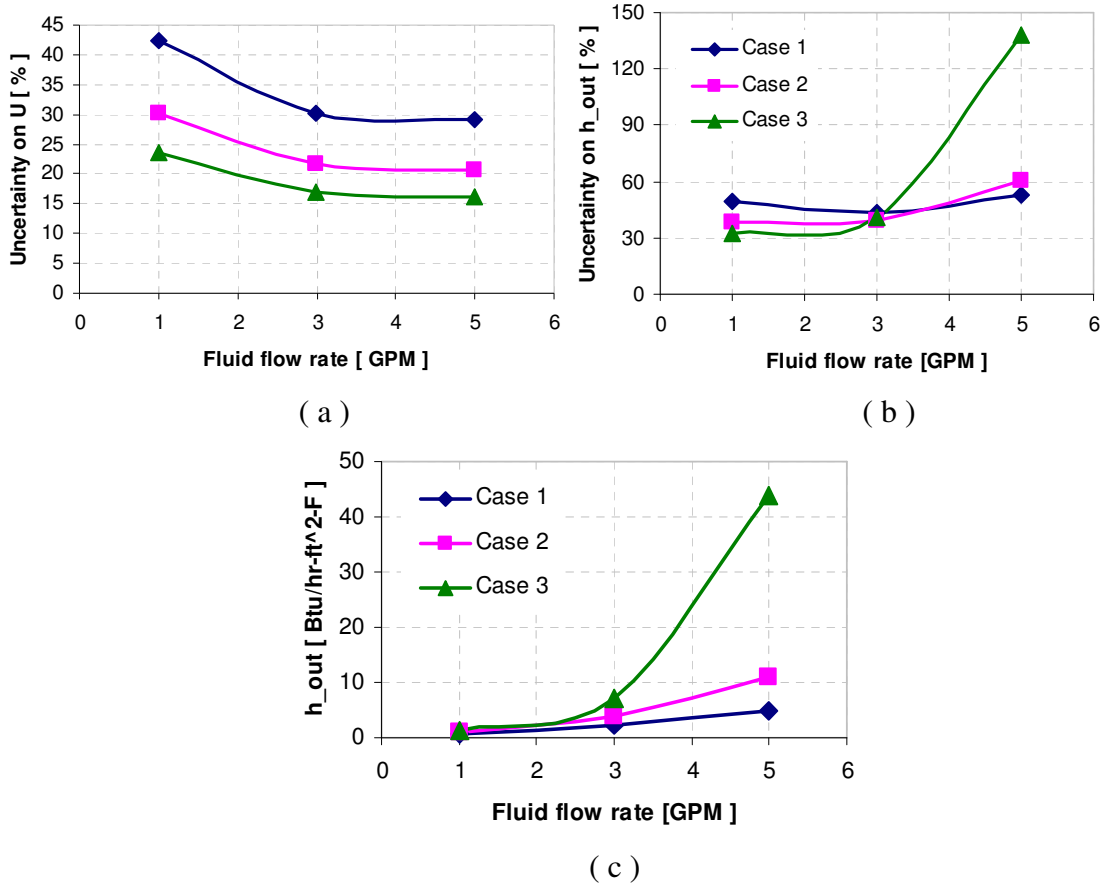 45
40
35
30
25
20
15
10
5
0
Uncertainty on U [ % ]
0 1 2 3 4 5 6
Fluid flow rate [ GPM ]
( a )
150
120
90
60
30
0
Uncertainty on h_out [ % ]
Case 1
Case 2
Case 3
0 1 2 3 4 5 6
Fluid flow rate [GPM ]
( b )
50
40
30
20
10
0
h_out [ Btu/hr-ft^2-F ]
Case 1
Case 2
Case 3
0 1 2 3 4 5 6
Fluid flow rate [GPM ]
( c )